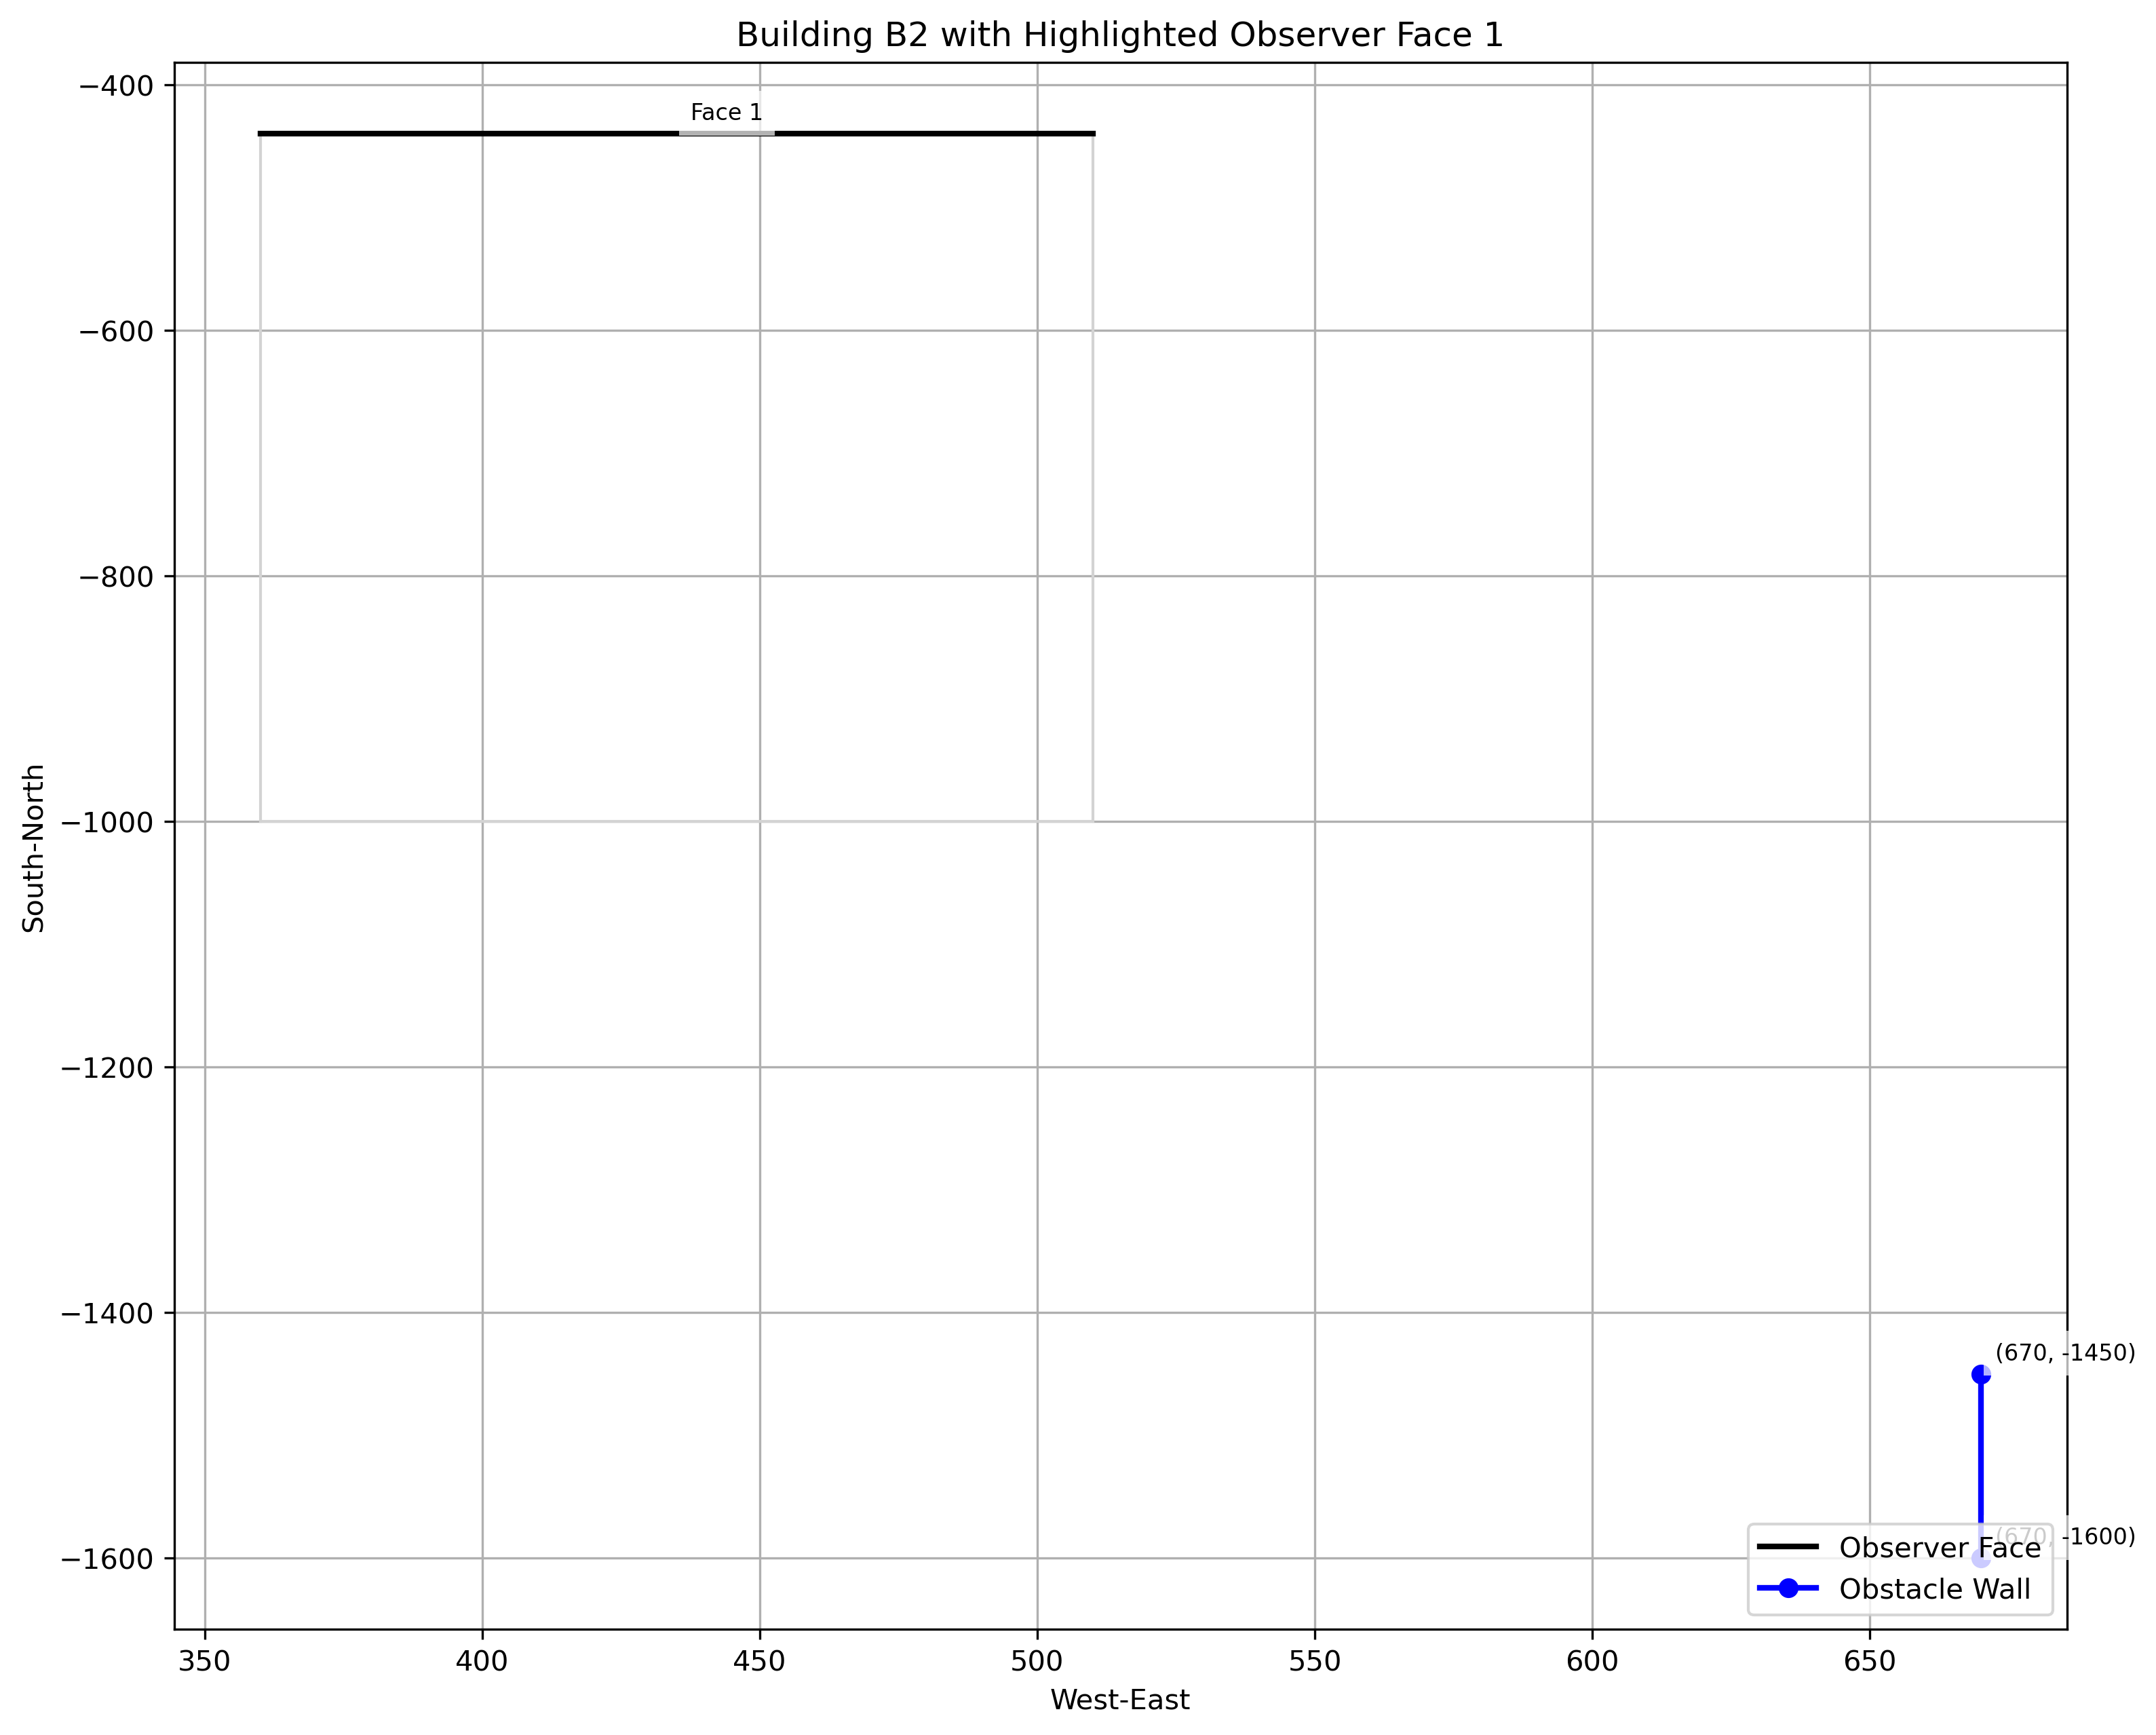 Building B2 with Highlighted Observer Face 1
−400
Face 1
−600
−800
South-North
−1000
−1200
−1400
(670, -1450)
(670, -1600)
−1600
Observer Face
Obstacle Wall
350 400 450 500 550 600 650
West-East